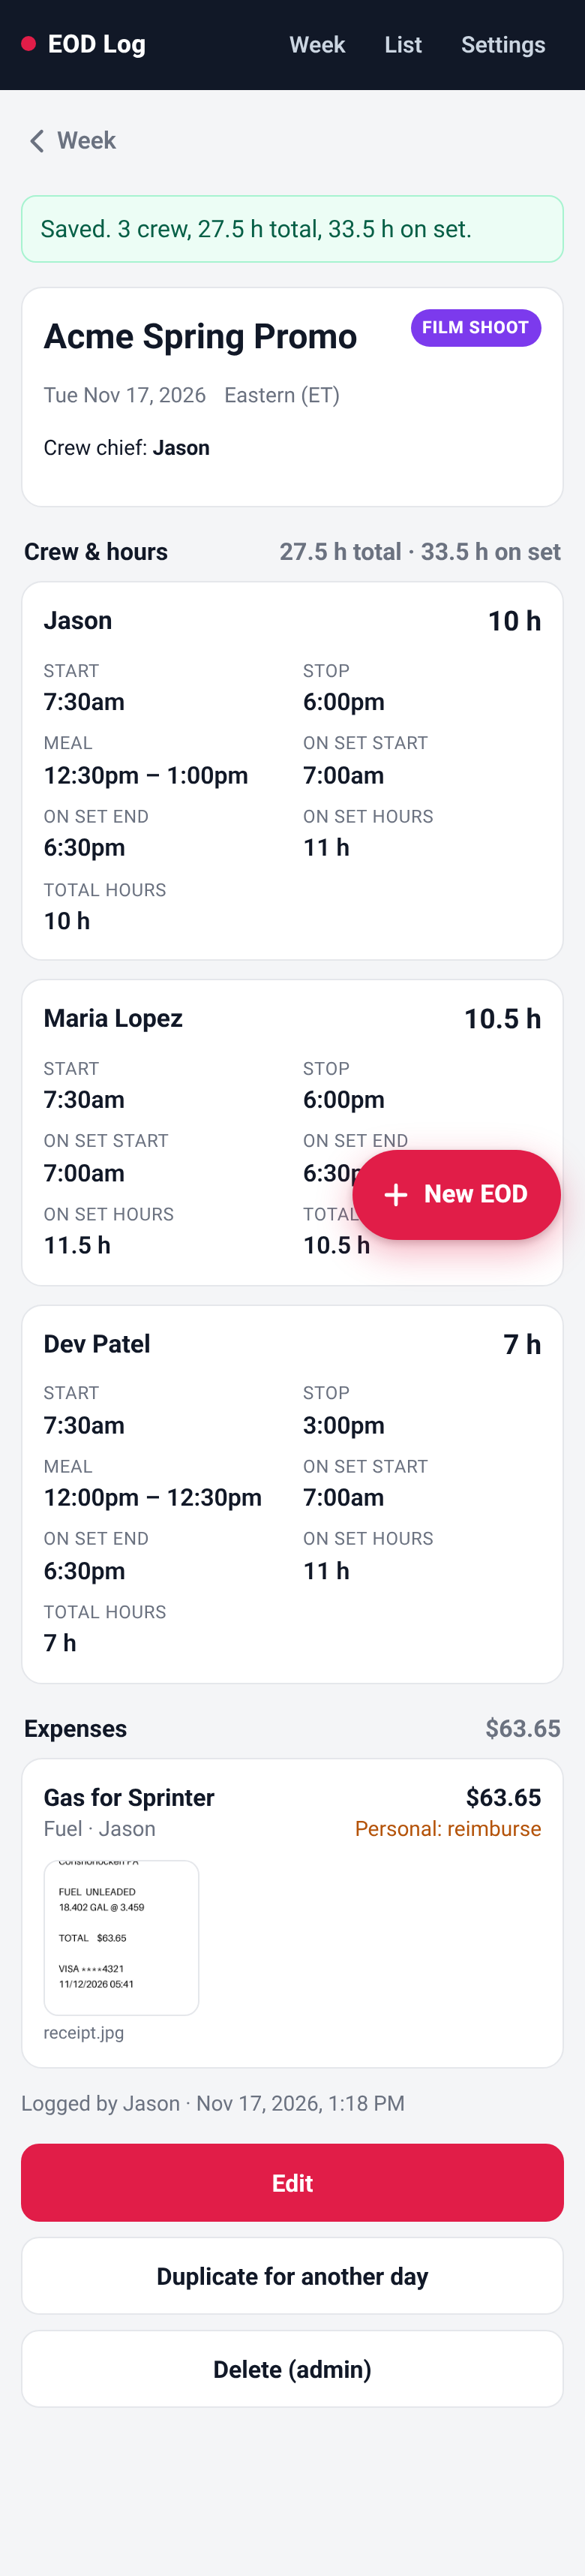 EOD Log
Week List Settings
Week
Saved. 3 crew, 27.5 h total, 33.5 h on set.
Acme Spring Promo
FILM SHOOT
Tue Nov 17, 2026 Eastern (ET)
Crew chief: Jason
Crew & hours
27.5 h total · 33.5 h on set
Jason
10 h
START
STOP
7:30am
6:00pm
MEAL
ON SET START
12:30pm – 1:00pm
7:00am
ON SET END
ON SET HOURS
6:30pm
11 h
TOTAL HOURS
10 h
Maria Lopez
10.5 h
START
STOP
7:30am
6:00pm
ON SET START
ON SET END
7:00am
6:30p
+ New EOD
ON SET HOURS
TOTAL
11.5 h
10.5 h
Dev Patel
7 h
START
STOP
7:30am
3:00pm
MEAL
ON SET START
12:00pm – 12:30pm
7:00am
ON SET END
ON SET HOURS
6:30pm
11 h
TOTAL HOURS
7 h
Expenses
$63.65
Gas for Sprinter
$63.65
Fuel · Jason
Personal: reimburse
Conshohocken PA
FUEL UNLEADED
18.402 GAL @ 3.459
TOTAL $63.65
VISA ****4321
11/12/2026 05:41
receipt.jpg
Logged by Jason · Nov 17, 2026, 1:18 PM
Edit
Duplicate for another day
Delete (admin)